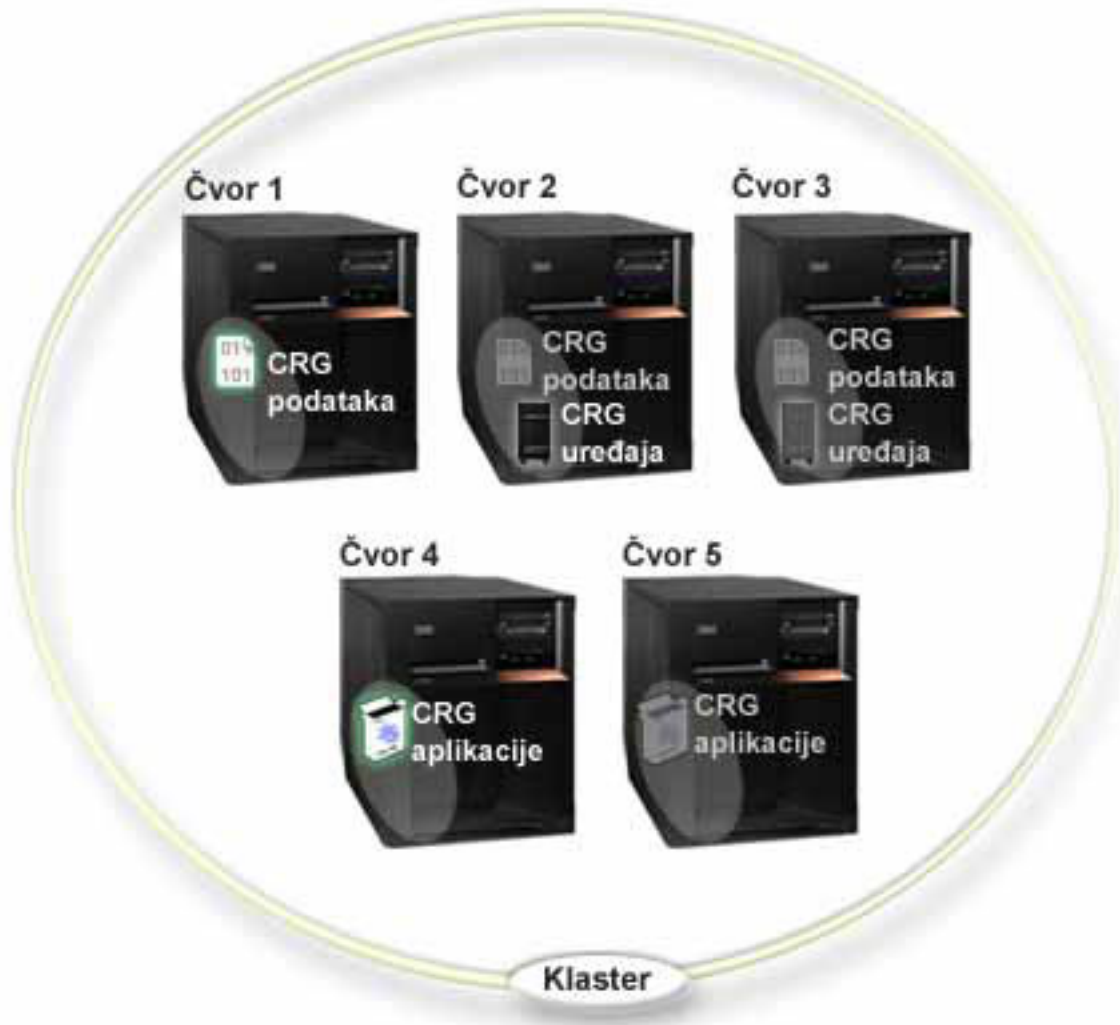 Čvor 1
Čvor 2
Čvor 3
CRG
podataka
CRG
podataka
CRG
uređaja
CRG
podataka
CRG
uređaja
Čvor 4
Čvor 5
CRG
aplikacije
CRG
aplikacije
Klaster